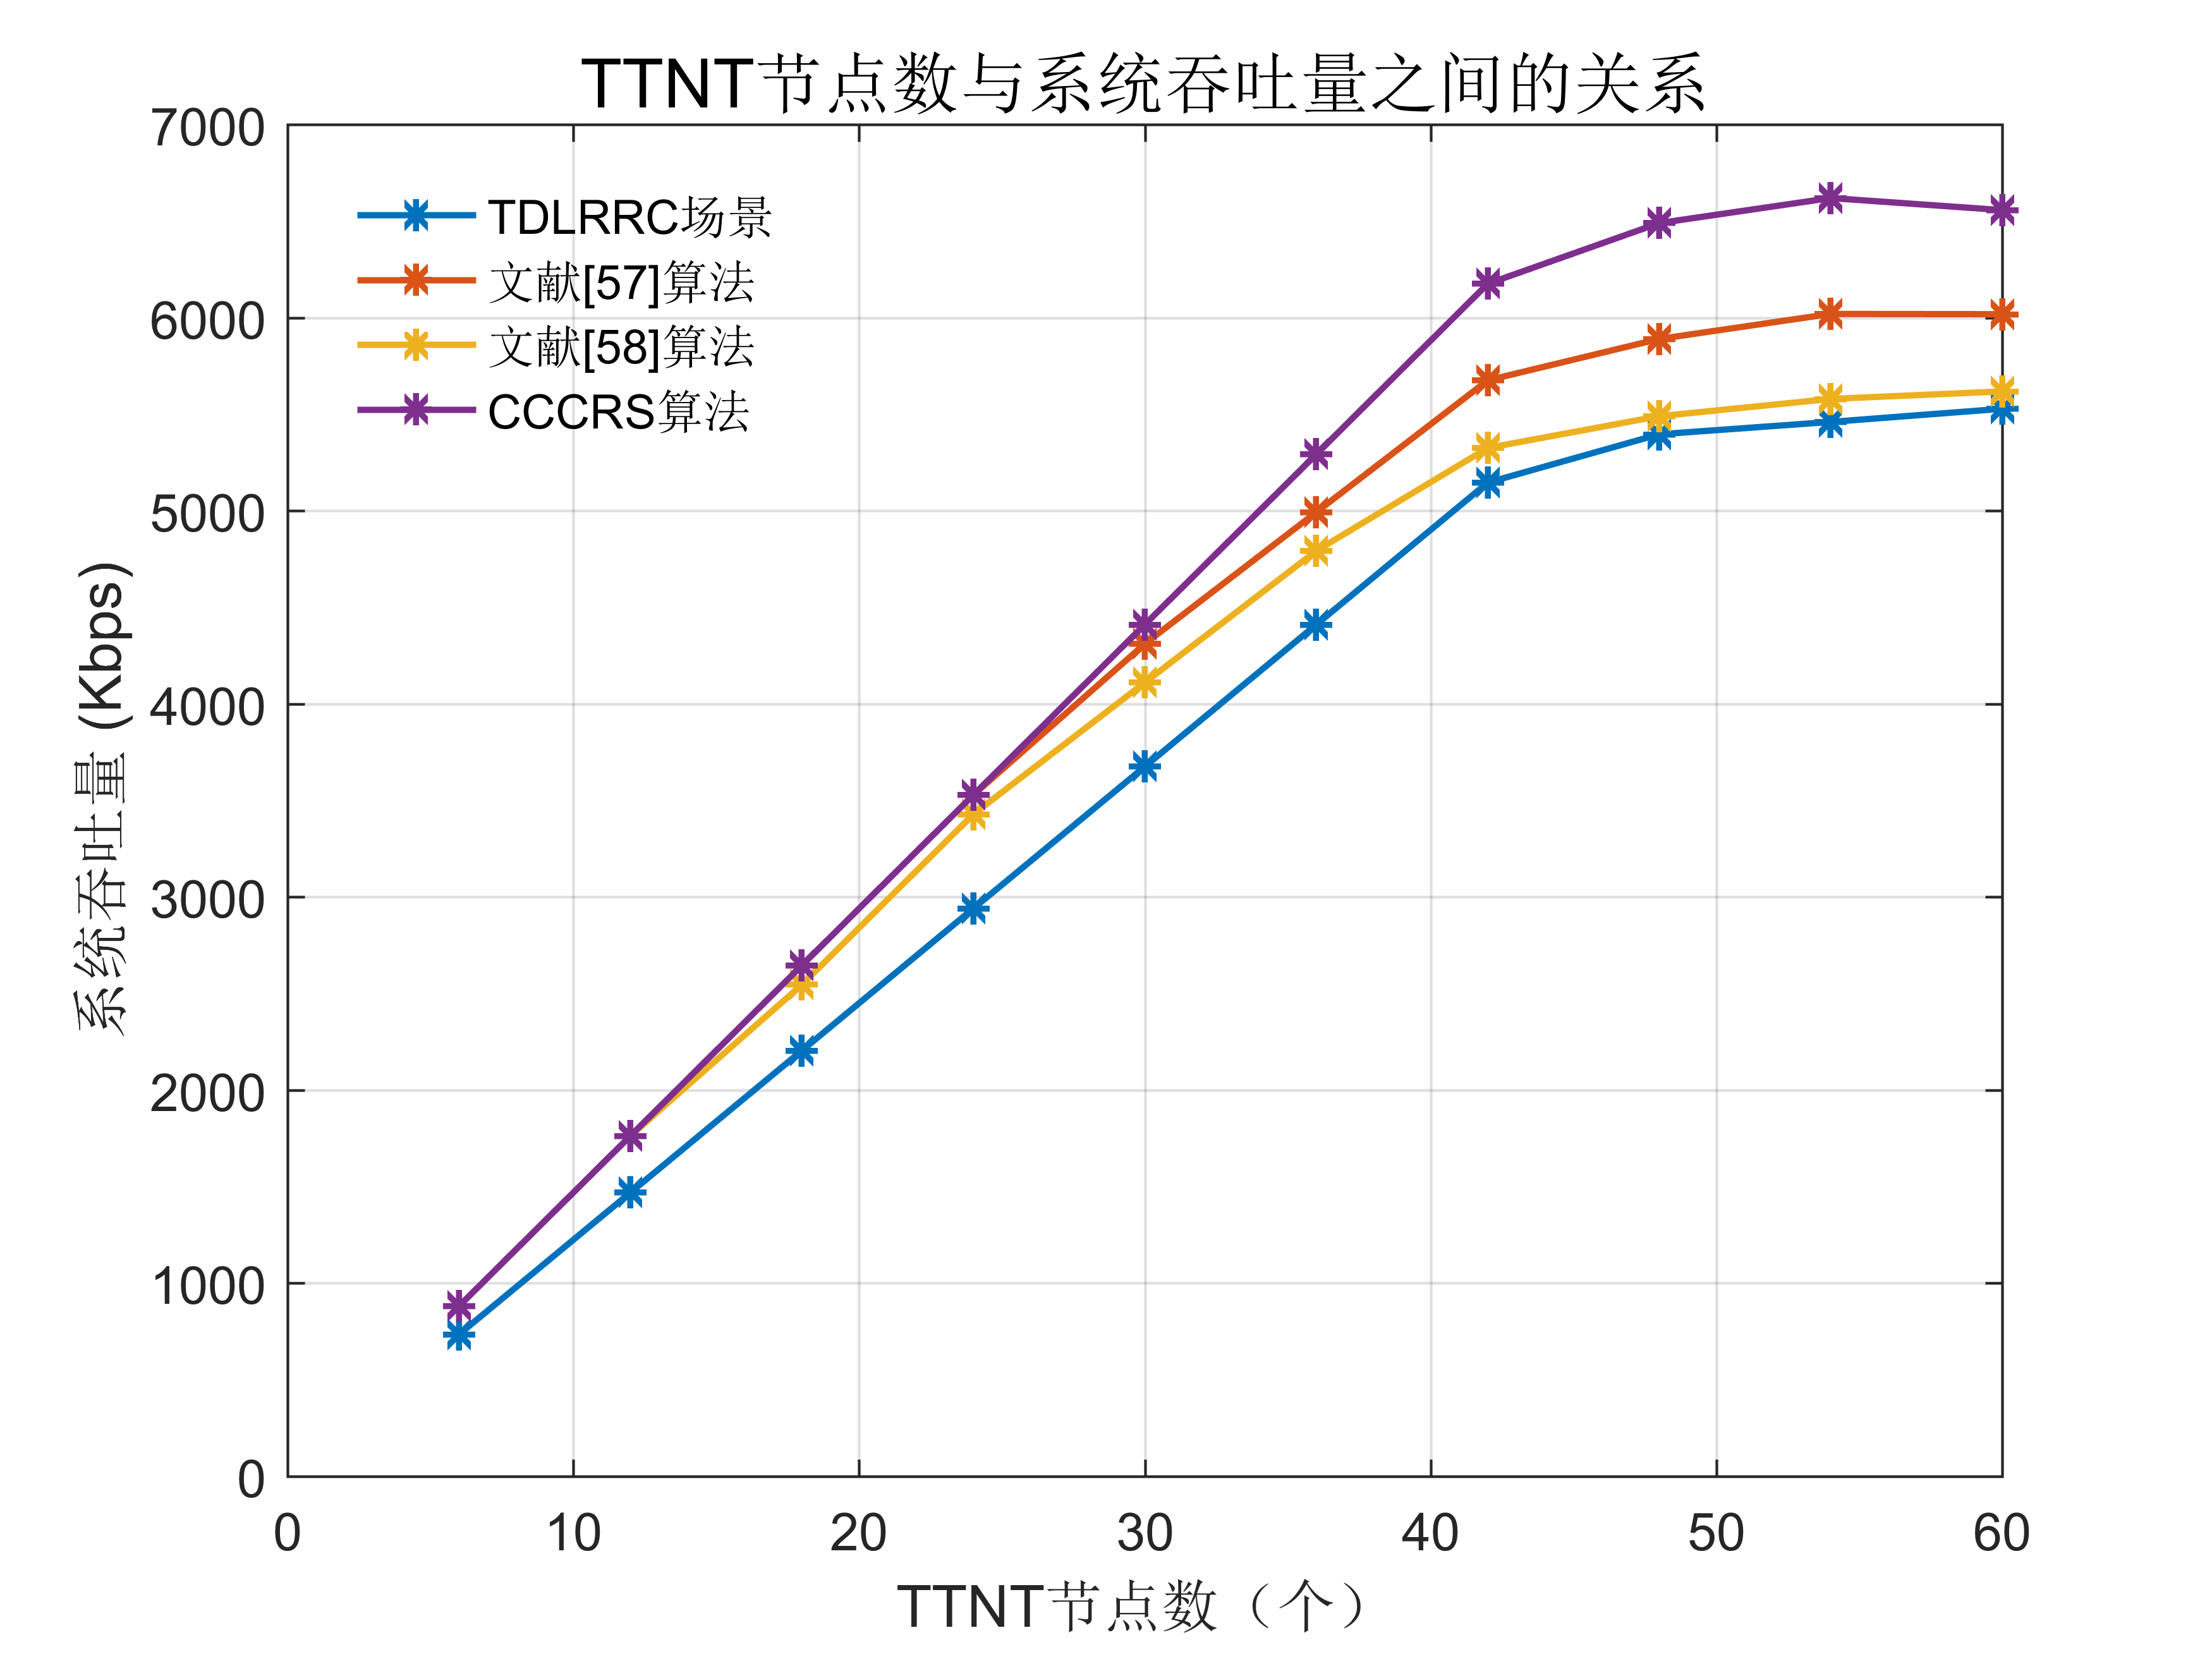 TTNT节点数与系统吞吐量之间的关系
7000
6000
5000
4000
3000
2000
1000
0
TDLRRC场景
文献[57]算法
文献[58]算法
CCCRS算法
系统吞吐量 (Kbps)
0 10 20 30 40 50 60
TTNT节点数（个）